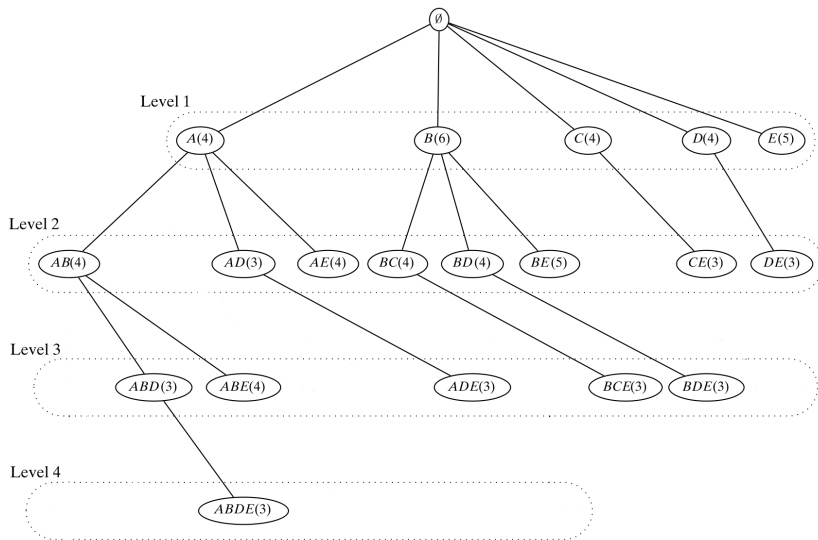 ∅
Level 1
A(4) B(6) C(4) D(4) E(5)
Level 2
AB(4) AD(3) AE(4) BC(4) BD(4) BE(5) CE(3) DE(3)
Level 3
ABD(3) ABE(4) ADE(3) BCE(3) BDE(3)
Level 4
ABDE(3)